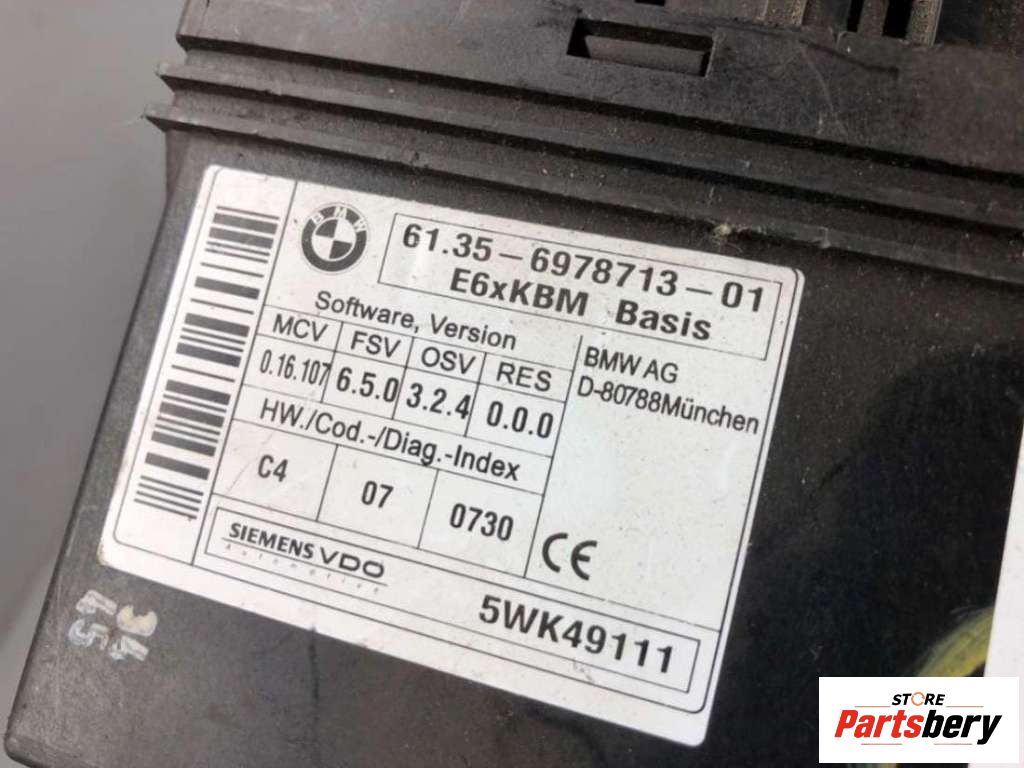 BMW
61.35-6978713-01
E6xKBM Basis
Software, Version
MCV FSV OSV RES
0.16.107 6.5.0 3.2.4 0.0.0
HW./Cod.-/Diag.-Index
C4 07 0730
BMW AG
D-80788München
CE
SIEMENS VDO
Automotive
5WK49111
STORE
Partsbery